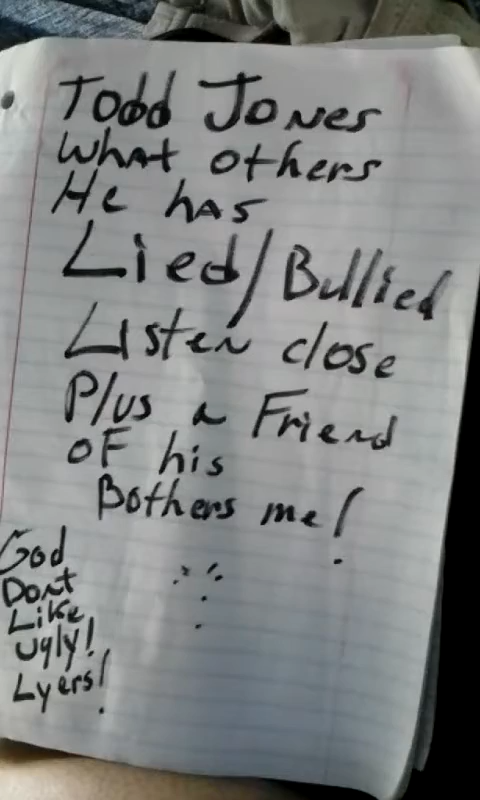 Todd Jones
What others
He has
Lied/Bullied
Listen close
Plus a Friend
OF his
Bothers me!
God
Dont
Like
Ugly!
Lyers!